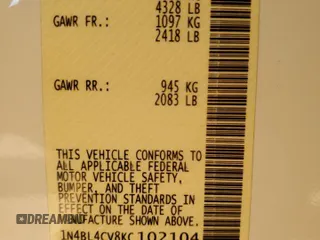 4328 LB
GAWR FR.: 1097 KG
2418 LB
GAWR RR.: 945 KG
2083 LB
THIS VEHICLE CONFORMS TO
ALL APPLICABLE FEDERAL
MOTOR VEHICLE SAFETY,
BUMPER, AND THEFT
PREVENTION STANDARDS IN
EFFECT ON THE DATE OF
MANUFACTURE SHOWN ABOVE.
1N4BL4CV8KC102104
DREAMBID